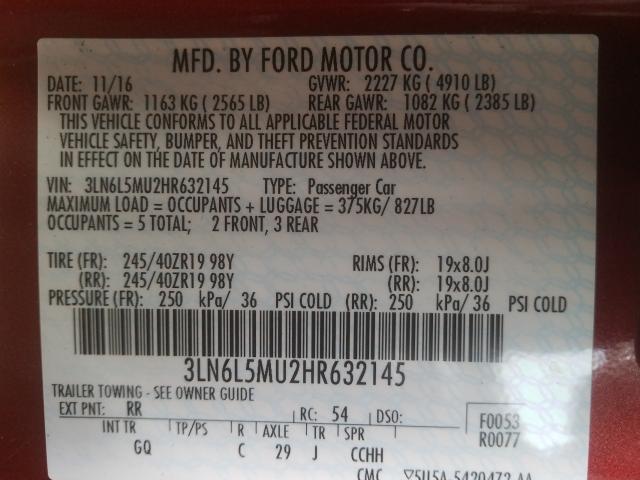 MFD. BY FORD MOTOR CO.
DATE: 11/16 GVWR: 2227 KG ( 4910 LB)
FRONT GAWR: 1163 KG ( 2565 LB) REAR GAWR: 1082 KG ( 2385 LB)
THIS VEHICLE CONFORMS TO ALL APPLICABLE FEDERAL MOTOR
VEHICLE SAFETY, BUMPER, AND THEFT PREVENTION STANDARDS
IN EFFECT ON THE DATE OF MANUFACTURE SHOWN ABOVE.
VIN: 3LN6L5MU2HR632145 TYPE: Passenger Car
MAXIMUM LOAD = OCCUPANTS + LUGGAGE = 375KG/ 827LB
OCCUPANTS = 5 TOTAL; 2 FRONT, 3 REAR
TIRE (FR): 245/40ZR19 98Y RIMS (FR): 19x8.0J
(RR): 245/40ZR19 98Y (RR): 19x8.0J
PRESSURE (FR): 250 kPa/ 36 PSI COLD (RR): 250 kPa/ 36 PSI COLD
3LN6L5MU2HR632145
TRAILER TOWING - SEE OWNER GUIDE
EXT PNT: RR RC: 54 DSO: F0053
INT TR TP/PS R AXLE TR SPR R0077
GQ C 29 J CCHH
CMC